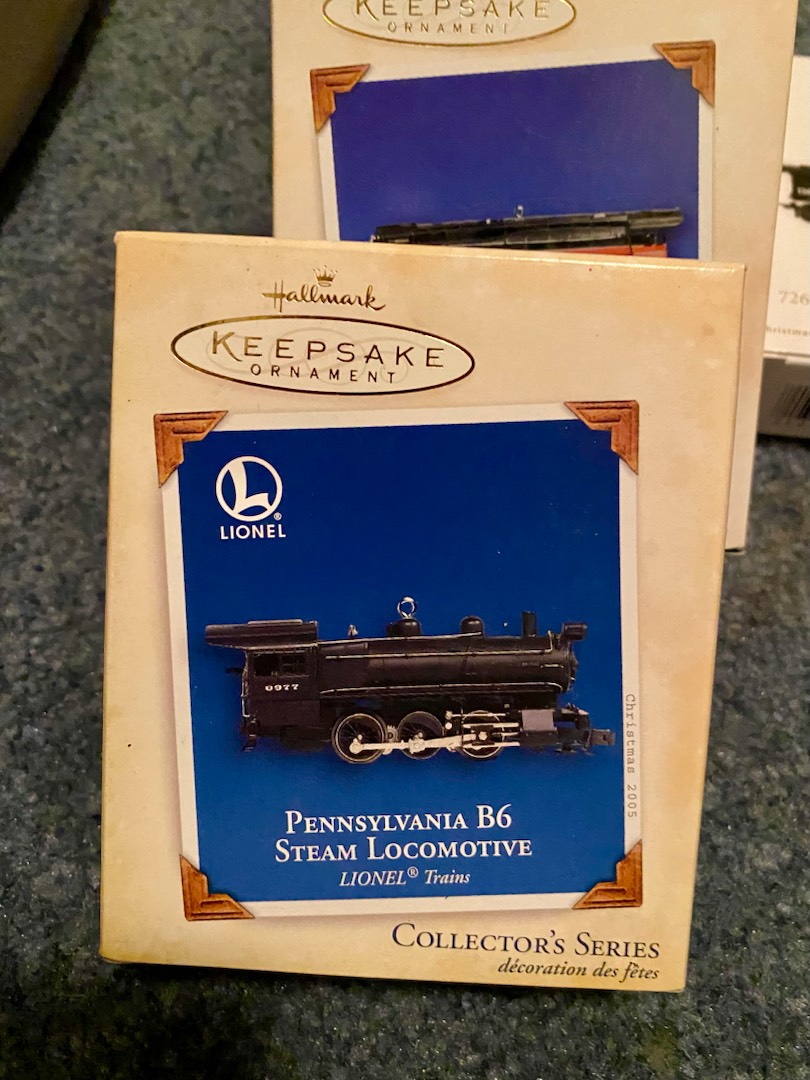 KEEPSAKE
ORNAMENT
726
hristmas
Hallmark
KEEPSAKE
ORNAMENT
L
®
LIONEL
0977
Christmas 2005
PENNSYLVANIA B6
STEAM LOCOMOTIVE
LIONEL® Trains
COLLECTOR'S SERIES
décoration des fêtes